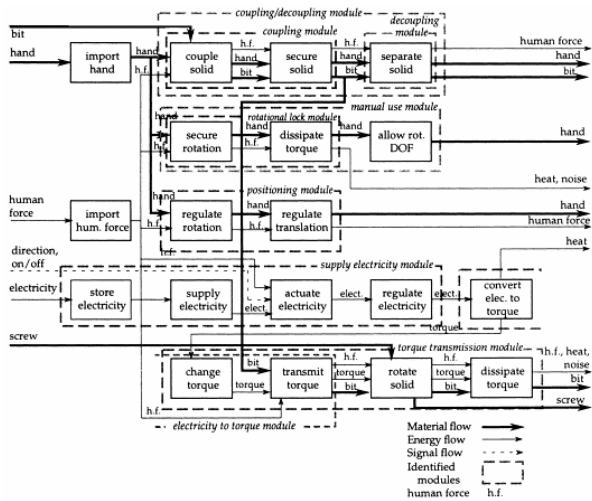 coupling/decoupling module
decoupling
module
coupling module
bit
hand
import
hand
hand
h.f.
couple
solid
h.f.
hand
bit
secure
solid
h.f.
hand
bit
separate
solid
human force
hand
bit
manual use module
rotational lock module
hand
h.f.
secure
rotation
hand
h.f.
dissipate
torque
hand
allow rot.
DOF
hand
heat, noise
positioning module
human
force
import
hum. force
hand
h.f.
regulate
rotation
hand
h.f.
regulate
translation
hand
human force
h.f.
direction,
on/off
heat
supply electricity module
electricity
store
electricity
supply
electricity
elect.
actuate
electricity
elect.
regulate
electricity
elect.
convert
elec. to
torque
torque
screw
torque transmission module
change
torque
torque
bit
transmit
torque
h.f.
torque
bit
rotate
solid
h.f.
torque
bit
dissipate
torque
h.f., heat,
noise
bit
screw
h.f.
electricity to torque module
Material flow
Energy flow
Signal flow
Identified
modules
human force h.f.